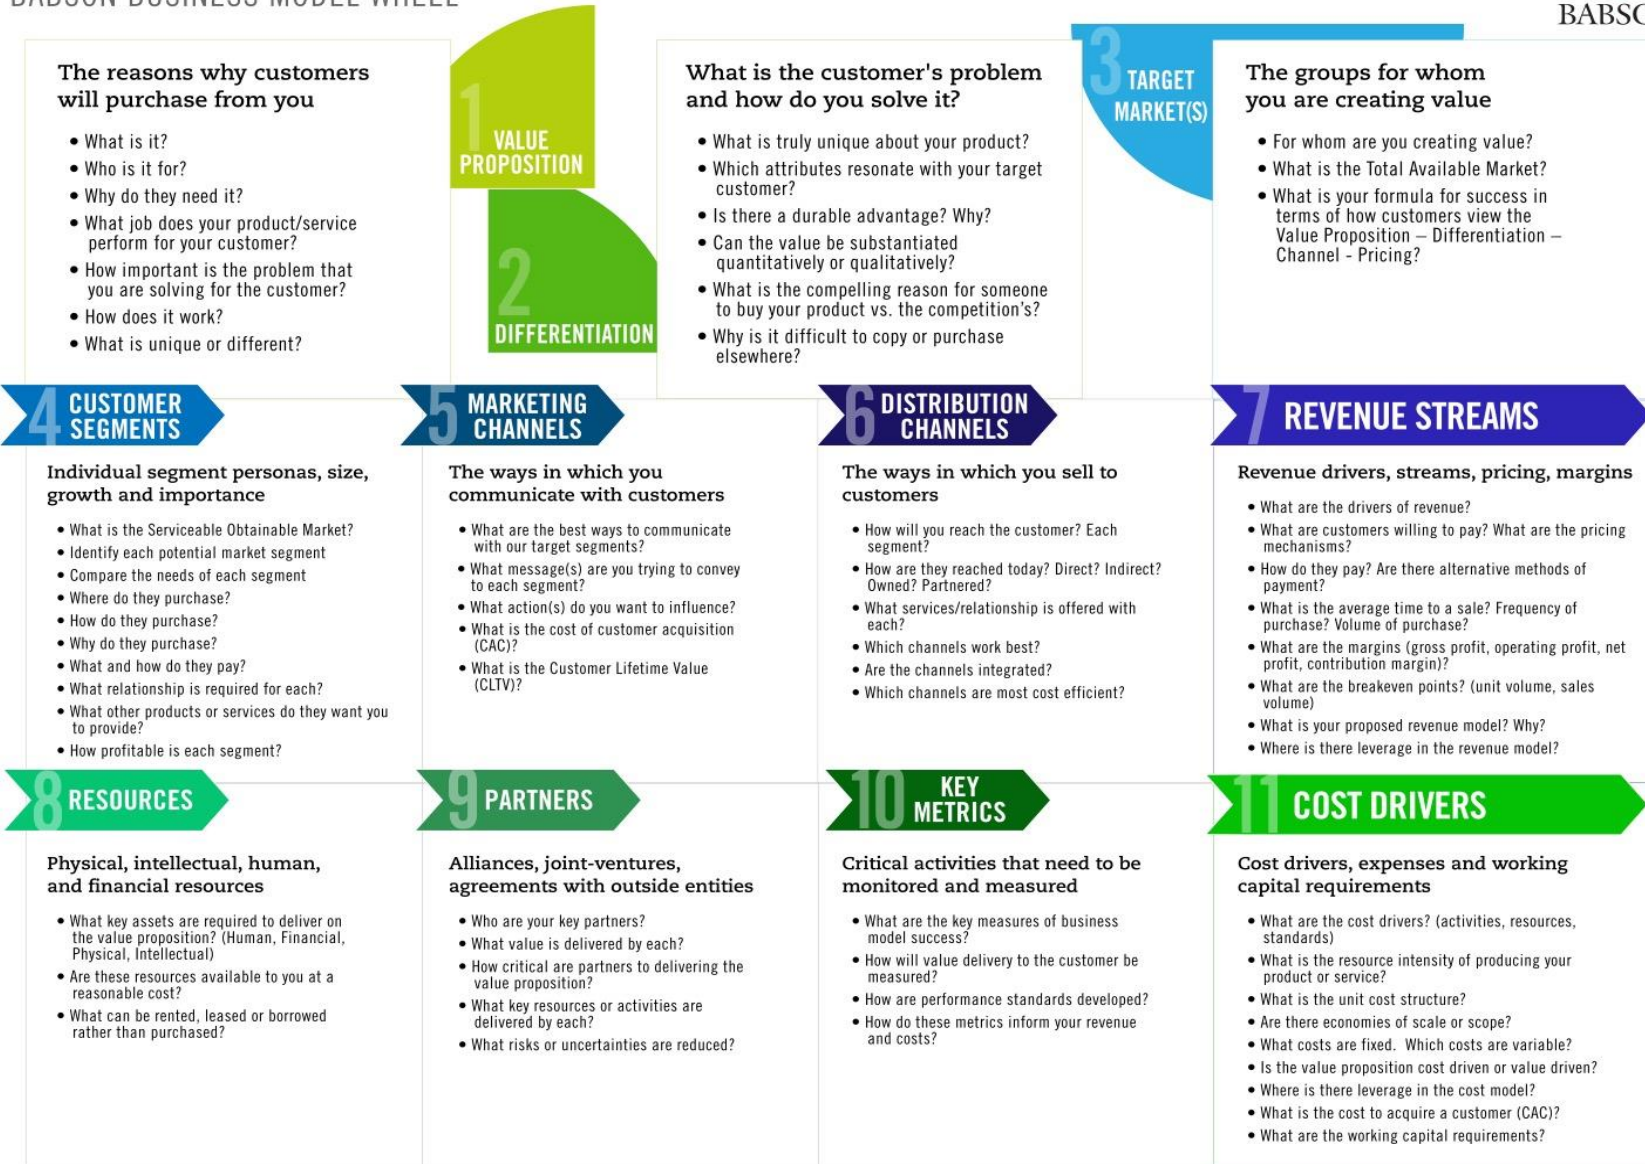 BABSON BUSINESS MODEL WHEEL
The reasons why customers
will purchase from you
• What is it?
• Who is it for?
• Why do they need it?
• What job does your product/service
perform for your customer?
• How important is the problem that
you are solving for the customer?
• How does it work?
• What is unique or different?
1
VALUE
PROPOSITION
2
DIFFERENTIATION
What is the customer's problem
and how do you solve it?
• What is truly unique about your product?
• Which attributes resonate with your target
customer?
• Is there a durable advantage? Why?
• Can the value be substantiated
quantitatively or qualitatively?
• What is the compelling reason for someone
to buy your product vs. the competition's?
• Why is it difficult to copy or purchase
elsewhere?
3
TARGET
MARKET(S)
The groups for whom
you are creating value
• For whom are you creating value?
• What is the Total Available Market?
• What is your formula for success in
terms of how customers view the
Value Proposition – Differentiation –
Channel - Pricing?
4
CUSTOMER
SEGMENTS
Individual segment personas, size,
growth and importance
• What is the Serviceable Obtainable Market?
• Identify each potential market segment
• Compare the needs of each segment
• Where do they purchase?
• How do they purchase?
• Why do they purchase?
• What and how do they pay?
• What relationship is required for each?
• What other products or services do they want you
to provide?
• How profitable is each segment?
5
MARKETING
CHANNELS
The ways in which you
communicate with customers
• What are the best ways to communicate
with our target segments?
• What message(s) are you trying to convey
to each segment?
• What action(s) do you want to influence?
• What is the cost of customer acquisition
(CAC)?
• What is the Customer Lifetime Value
(CLTV)?
6
DISTRIBUTION
CHANNELS
The ways in which you sell to
customers
• How will you reach the customer? Each
segment?
• How are they reached today? Direct? Indirect?
Owned? Partnered?
• What services/relationship is offered with
each?
• Which channels work best?
• Are the channels integrated?
• Which channels are most cost efficient?
7
REVENUE STREAMS
Revenue drivers, streams, pricing, margins
• What are the drivers of revenue?
• What are customers willing to pay? What are the pricing
mechanisms?
• How do they pay? Are there alternative methods of
payment?
• What is the average time to a sale? Frequency of
purchase? Volume of purchase?
• What are the margins (gross profit, operating profit, net
profit, contribution margin)?
• What are the breakeven points? (unit volume, sales
volume)
• What is your proposed revenue model? Why?
• Where is there leverage in the revenue model?
8
RESOURCES
Physical, intellectual, human,
and financial resources
• What key assets are required to deliver on
the value proposition? (Human, Financial,
Physical, Intellectual)
• Are these resources available to you at a
reasonable cost?
• What can be rented, leased or borrowed
rather than purchased?
9
PARTNERS
Alliances, joint-ventures,
agreements with outside entities
• Who are your key partners?
• What value is delivered by each?
• How critical are partners to delivering the
value proposition?
• What key resources or activities are
delivered by each?
• What risks or uncertainties are reduced?
10
KEY
METRICS
Critical activities that need to be
monitored and measured
• What are the key measures of business
model success?
• How will value delivery to the customer be
measured?
• How are performance standards developed?
• How do these metrics inform your revenue
and costs?
11
COST DRIVERS
Cost drivers, expenses and working
capital requirements
• What are the cost drivers? (activities, resources,
standards)
• What is the resource intensity of producing your
product or service?
• What is the unit cost structure?
• Are there economies of scale or scope?
• What costs are fixed. Which costs are variable?
• Is the value proposition cost driven or value driven?
• Where is there leverage in the cost model?
• What is the cost to acquire a customer (CAC)?
• What are the working capital requirements?